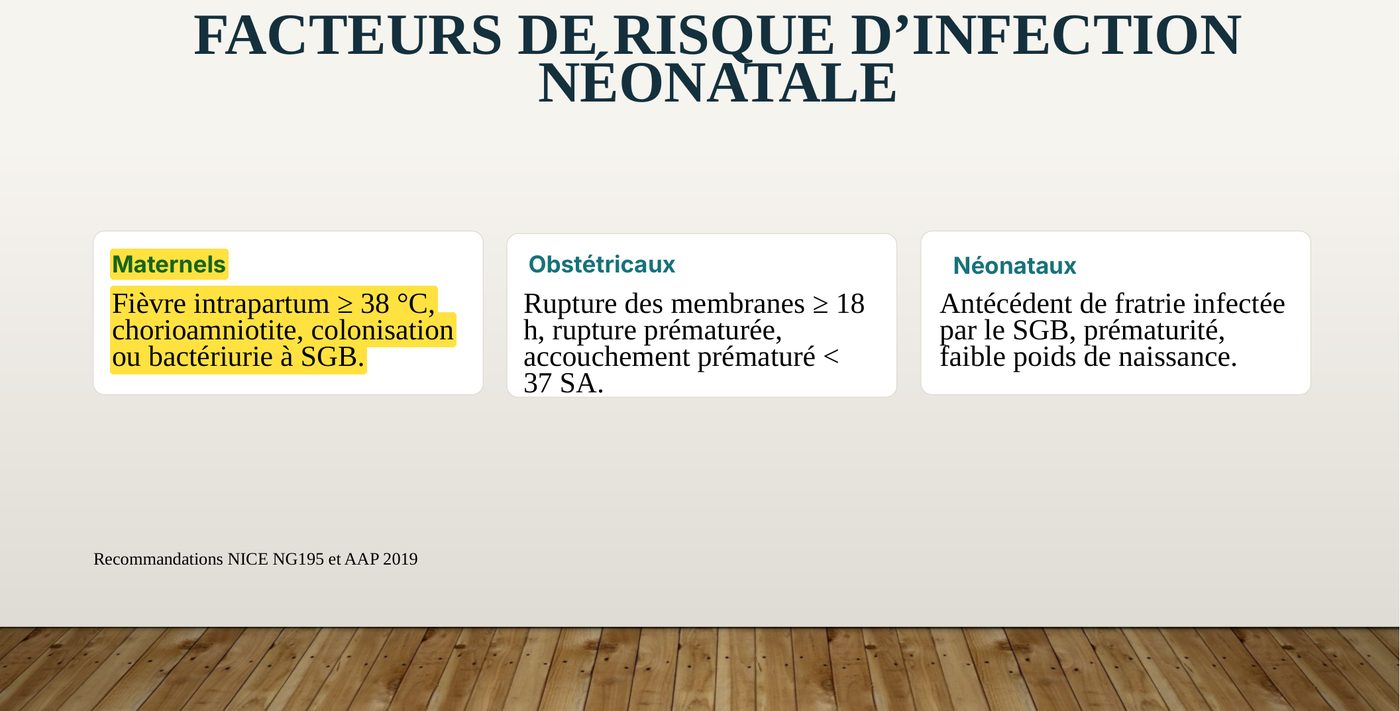 FACTEURS DE RISQUE D’INFECTION
NÉONATALE
Maternels
Fièvre intrapartum ≥ 38 °C,
chorioamniotite, colonisation
ou bactériurie à SGB.
Obstétricaux
Rupture des membranes ≥ 18
h, rupture prématurée,
accouchement prématuré <
37 SA.
Néonataux
Antécédent de fratrie infectée
par le SGB, prématurité,
faible poids de naissance.
Recommandations NICE NG195 et AAP 2019